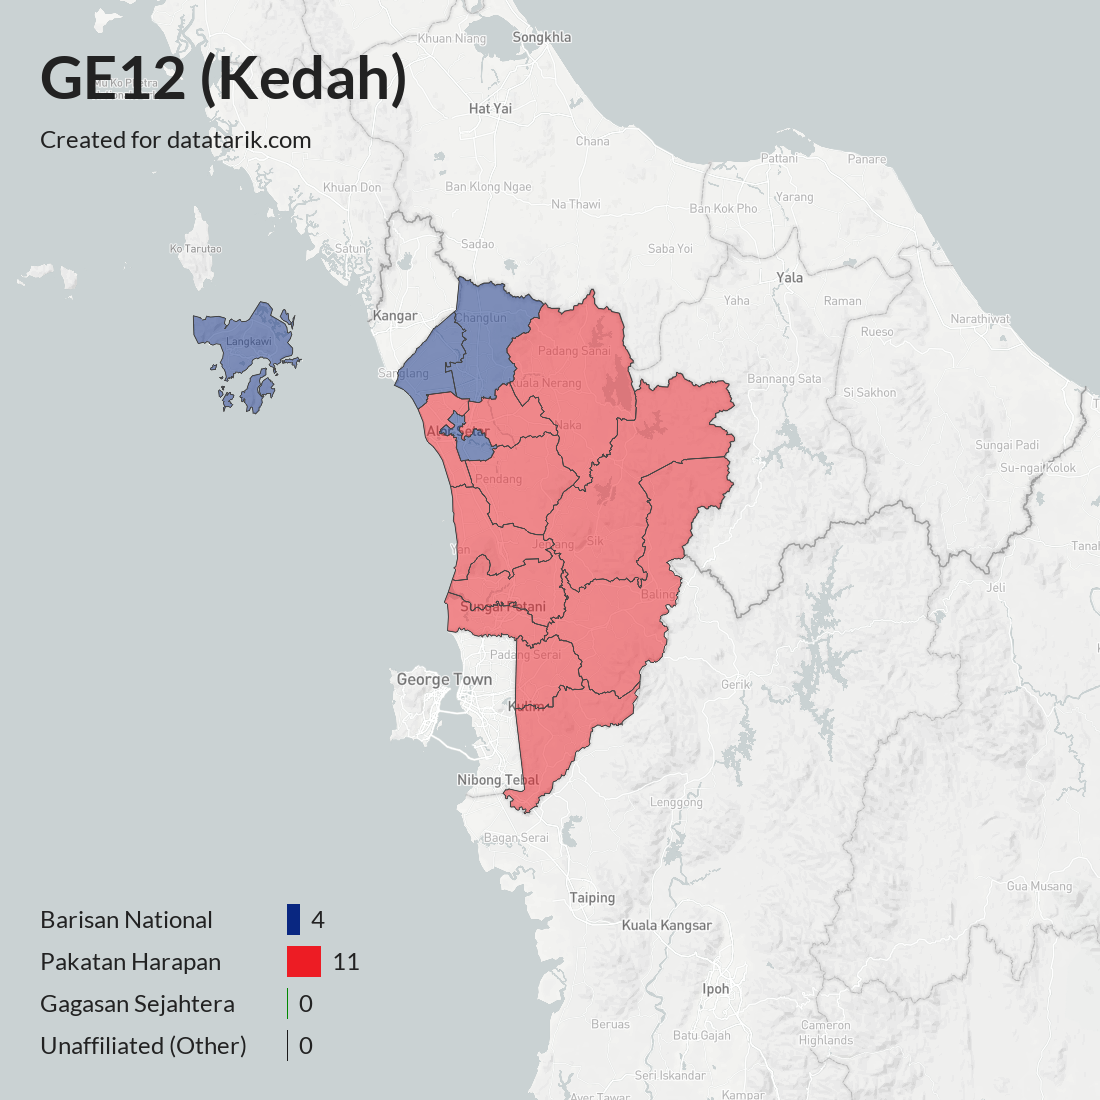 GE12 (Kedah)
Created for datatarik.com
Khuan Niang
Songkhla
Hat Yai
Chana
Pattani
Panare
Khuan Don
Ban Klong Ngae
Na Thawi
Ban Kok Pho
Yarang
Ko Tarutao
Satun
Sadao
Saba Yoi
Yala
Yaha
Raman
Kangar
Changlun
Rueso
Narathiwat
Langkawi
Padang Sanai
Sanglang
Kuala Nerang
Bannang Sata
Si Sakhon
Alor Setar
Naka
Sungai Padi
Su-ngai Kolok
Pendang
Yan
Jeniang
Sik
Jeli
Baling
Sungai Petani
Padang Serai
George Town
Gerik
Kulim
Nibong Tebal
Lenggong
Bagan Serai
Gua Musang
Taiping
Kuala Kangsar
Ipoh
Beruas
Batu Gajah
Cameron
Highlands
Seri Iskandar
Ayer Tawar
Kampar
Barisan National 4
Pakatan Harapan 11
Gagasan Sejahtera 0
Unaffiliated (Other) 0